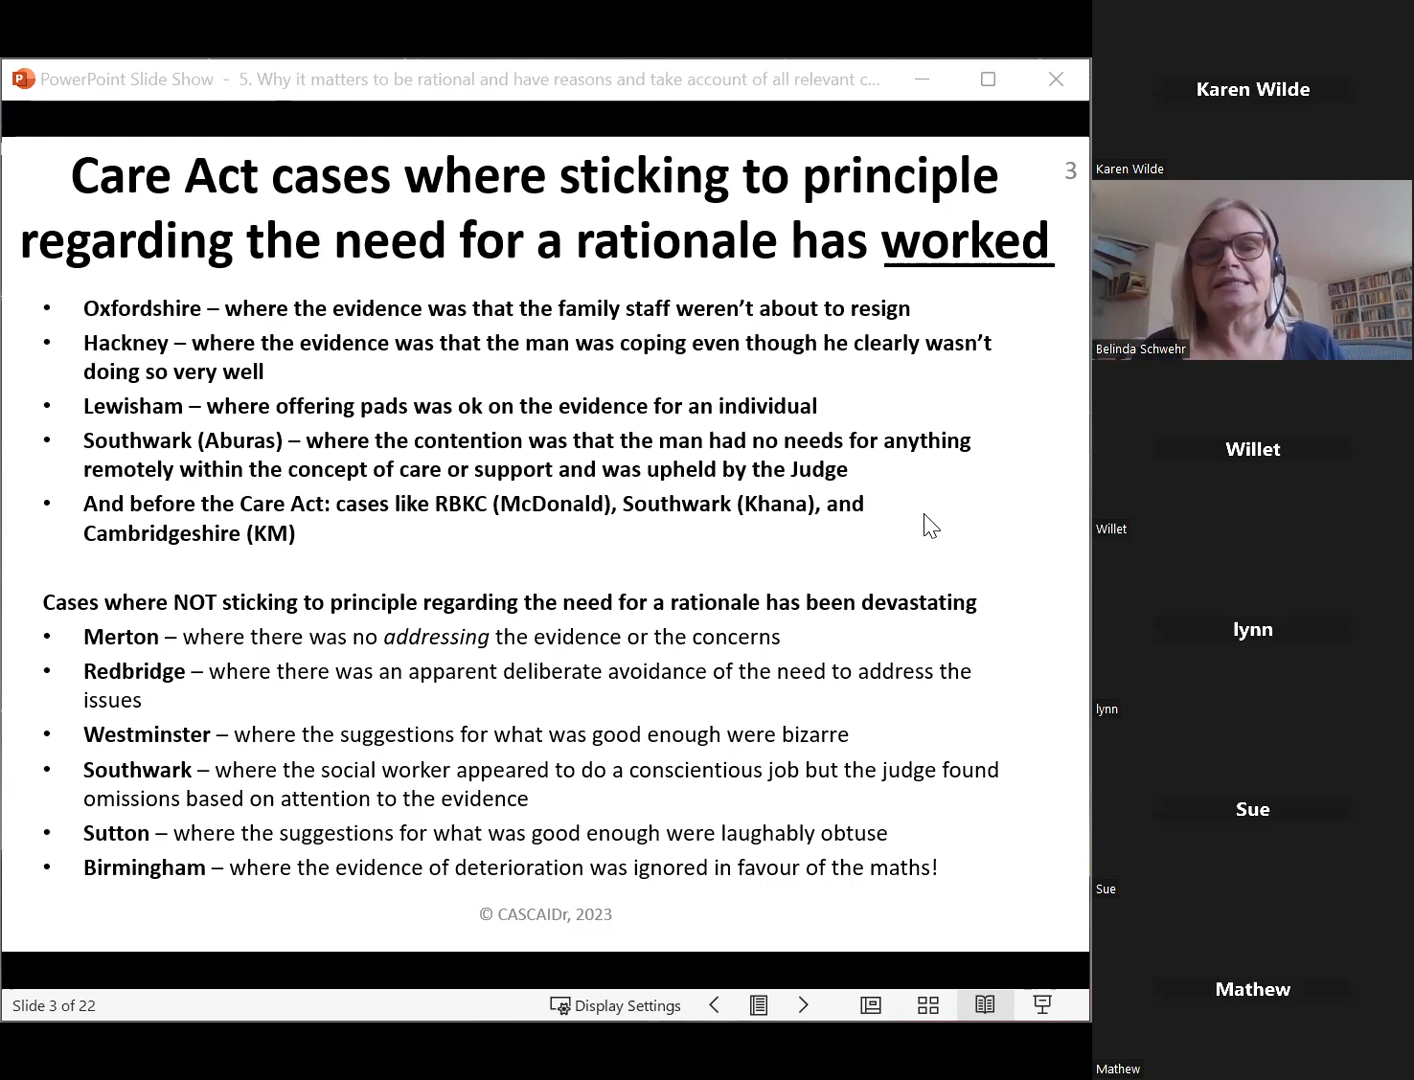 PowerPoint Slide Show - 5. Why it matters to be rational and have reasons and take account of all relevant c...
Care Act cases where sticking to principle
regarding the need for a rationale has worked
3
• Oxfordshire – where the evidence was that the family staff weren’t about to resign
• Hackney – where the evidence was that the man was coping even though he clearly wasn’t
doing so very well
• Lewisham – where offering pads was ok on the evidence for an individual
• Southwark (Aburas) – where the contention was that the man had no needs for anything
remotely within the concept of care or support and was upheld by the Judge
• And before the Care Act: cases like RBKC (McDonald), Southwark (Khana), and
Cambridgeshire (KM)
Cases where NOT sticking to principle regarding the need for a rationale has been devastating
• Merton – where there was no addressing the evidence or the concerns
• Redbridge – where there was an apparent deliberate avoidance of the need to address the
issues
• Westminster – where the suggestions for what was good enough were bizarre
• Southwark – where the social worker appeared to do a conscientious job but the judge found
omissions based on attention to the evidence
• Sutton – where the suggestions for what was good enough were laughably obtuse
• Birmingham – where the evidence of deterioration was ignored in favour of the maths!
© CASCAIDr, 2023
Slide 3 of 22
Display Settings
Karen Wilde
Karen Wilde
Belinda Schwehr
Willet
Willet
lynn
lynn
Sue
Sue
Mathew
Mathew